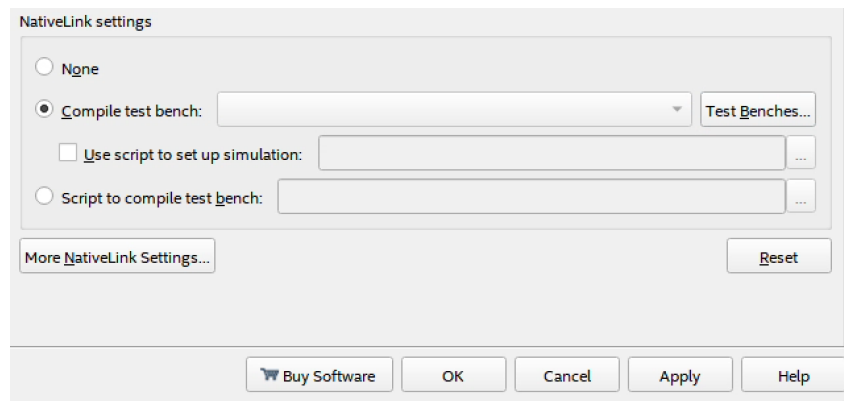 NativeLink settings
None
Compile test bench:
Test Benches...
Use script to set up simulation:
...
Script to compile test bench:
...
More NativeLink Settings...
Reset
Buy Software
OK
Cancel
Apply
Help